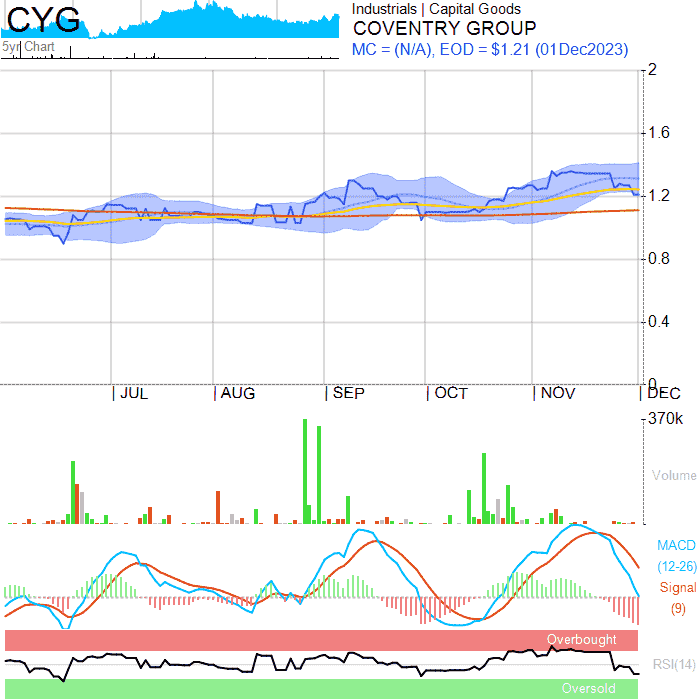 CYG
5yr Chart
Industrials | Capital Goods
COVENTRY GROUP
MC = (N/A), EOD = $1.21 (01Dec2023)
2
1.6
1.2
0.8
0.4
0
JUL AUG SEP OCT NOV DEC
370k
Volume
MACD
(12-26)
Signal
(9)
Overbought
RSI(14)
Oversold